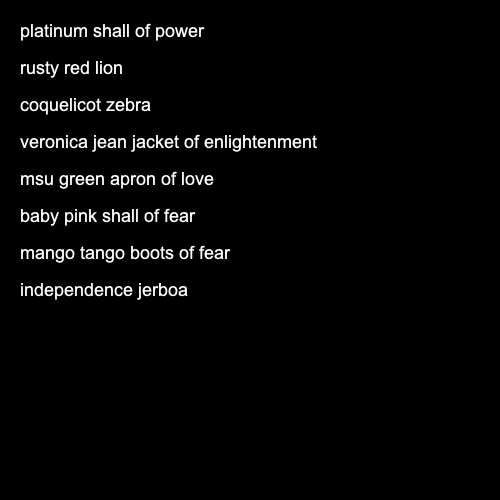 platinum shall of power
rusty red lion
coquelicot zebra
veronica jean jacket of enlightenment
msu green apron of love
baby pink shall of fear
mango tango boots of fear
independence jerboa